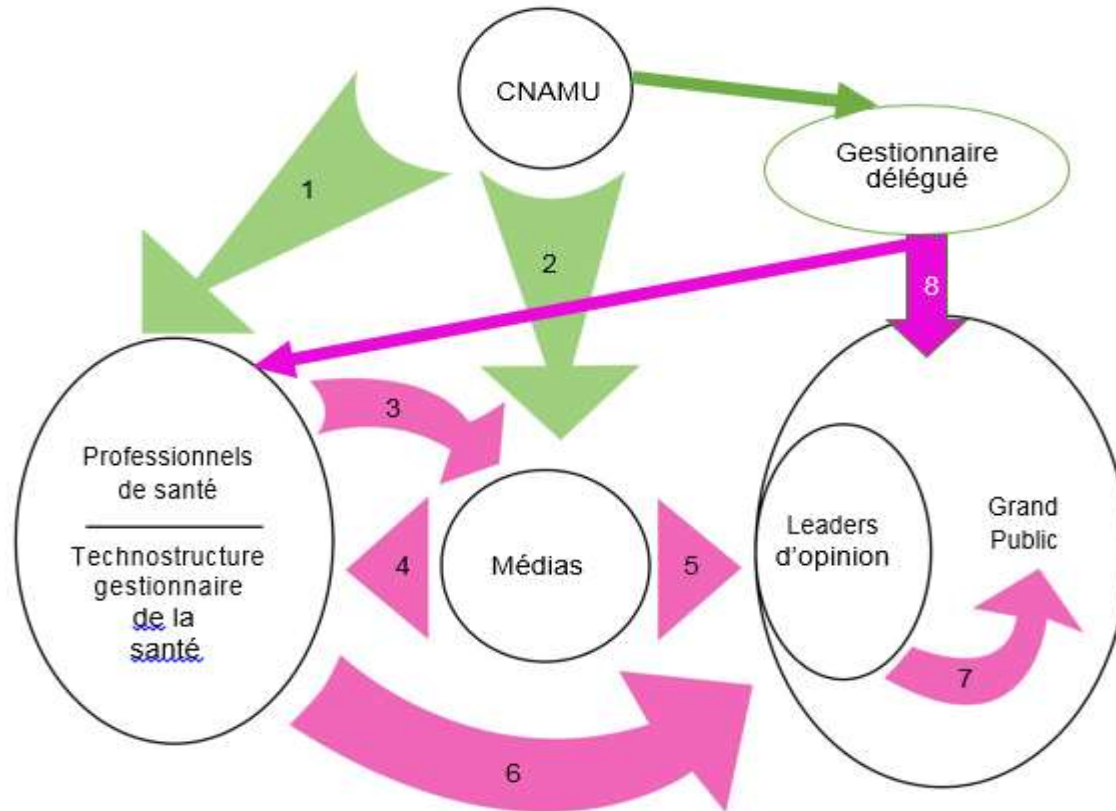 CNAMU
Gestionnaire
délégué
1
2
8
3
Professionnels
de santé
Technostructure
gestionnaire
de la
santé
4
Médias
5
Leaders
d'opinion
Grand
Public
7
6